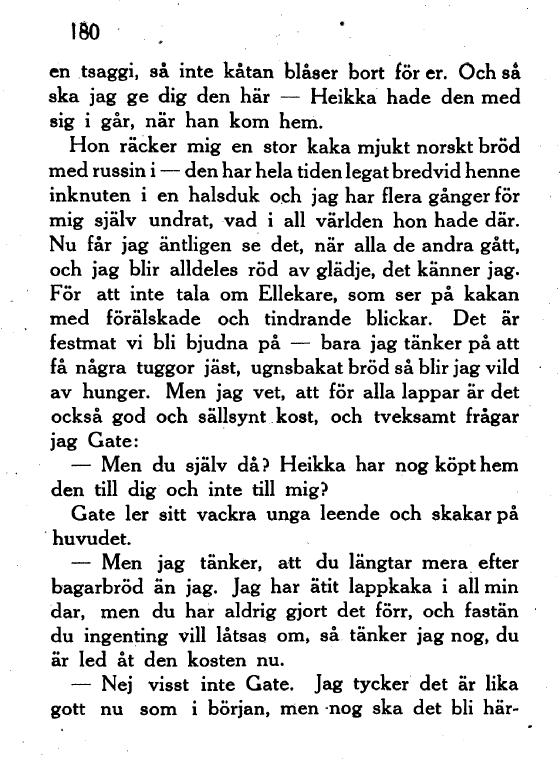 180
en tsaggi, så inte kåtan blåser bort för er. Och så
ska jag ge dig den här — Heikka hade den med
sig i går, när han kom hem.
Hon räcker mig en stor kaka mjukt norskt bröd
med russin i — den har hela tiden legat bredvid henne
inknuten i en halsduk och jag har flera gånger för
mig själv undrat, vad i all världen hon hade där.
Nu får jag äntligen se det, när alla de andra gått,
och jag blir alldeles röd av glädje, det känner jag.
För att inte tala om Ellekare, som ser på kakan
med förälskade och tindrande blickar. Det är
festmat vi bli bjudna på — bara jag tänker på att
få några tuggor jäst, ugnsbakat bröd så blir jag vild
av hunger. Men jag vet, att för alla lappar är det
också god och sällsynt kost, och tveksamt frågar
jag Gate:
— Men du själv då? Heikka har nog köpt hem
den till dig och inte till mig?
Gate ler sitt vackra unga leende och skakar på
huvudet.
— Men jag tänker, att du längtar mera efter
bagarbröd än jag. Jag har ätit lappkaka i all min
dar, men du har aldrig gjort det förr, och fastän
du ingenting vill låtsas om, så tänker jag nog, du
är led åt den kosten nu.
— Nej visst inte Gate. Jag tycker det är lika
gott nu som i början, men nog ska det bli här-